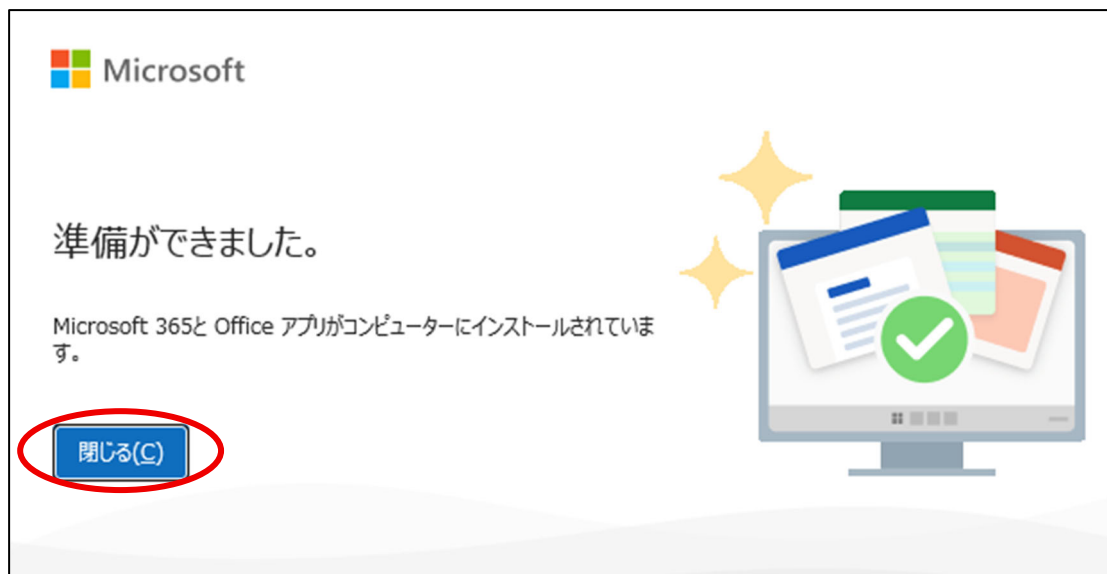 Microsoft
準備ができました。
Microsoft 365と Office アプリがコンピューターにインストールされていま
す。
閉じる(C)